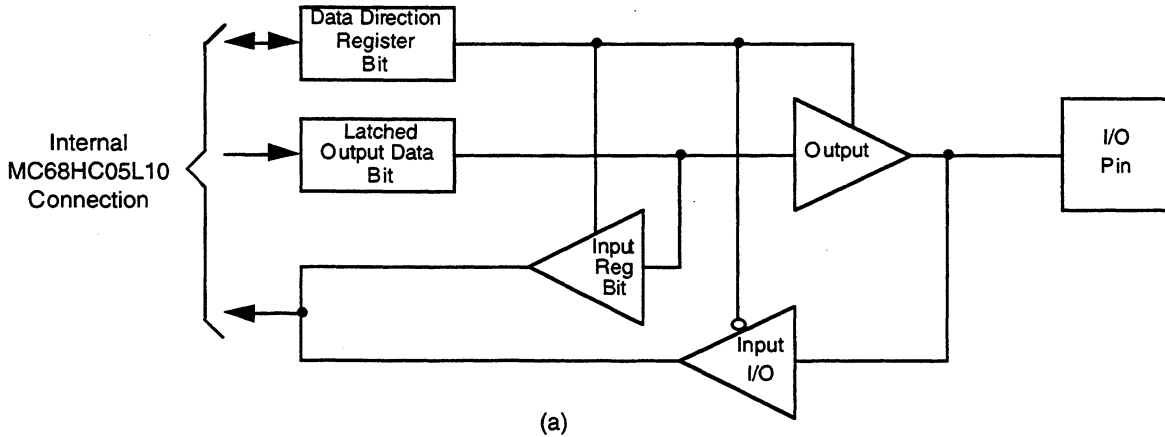 Data Direction
Register
Bit
Internal
MC68HC05L10
Connection
Latched
Output Data
Bit
Output
I/O
Pin
Input
Reg
Bit
Input
I/O
(a)